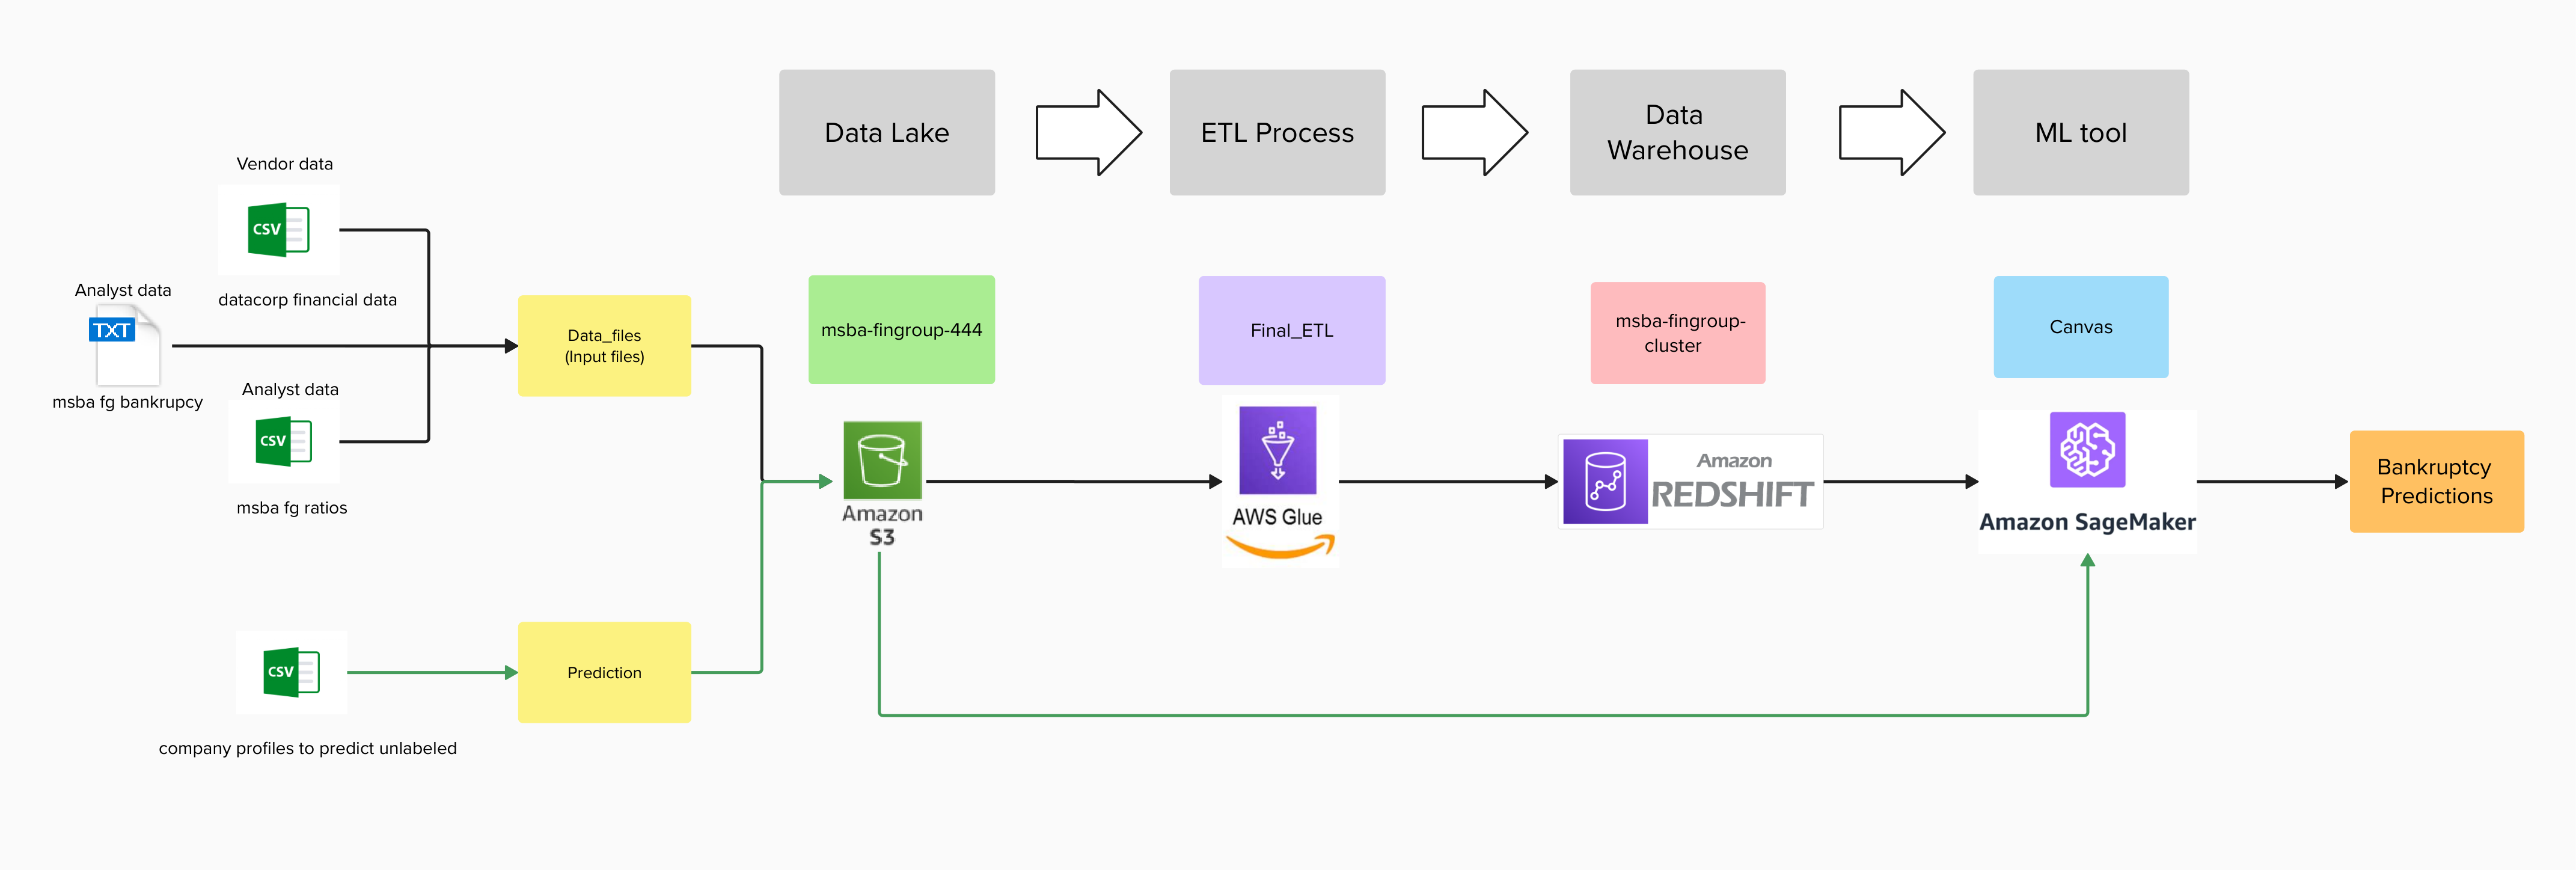 Data Lake
ETL Process
Data
Warehouse
ML tool
Vendor data
CSV
datacorp financial data
Analyst data
TXT
msba fg bankrupcy
Analyst data
CSV
msba fg ratios
Data_files
(Input files)
msba-fingroup-444
Final_ETL
msba-fingroup-
cluster
Canvas
Amazon
S3
AWS Glue
Amazon
REDSHIFT
Amazon SageMaker
Bankruptcy
Predictions
CSV
company profiles to predict unlabeled
Prediction